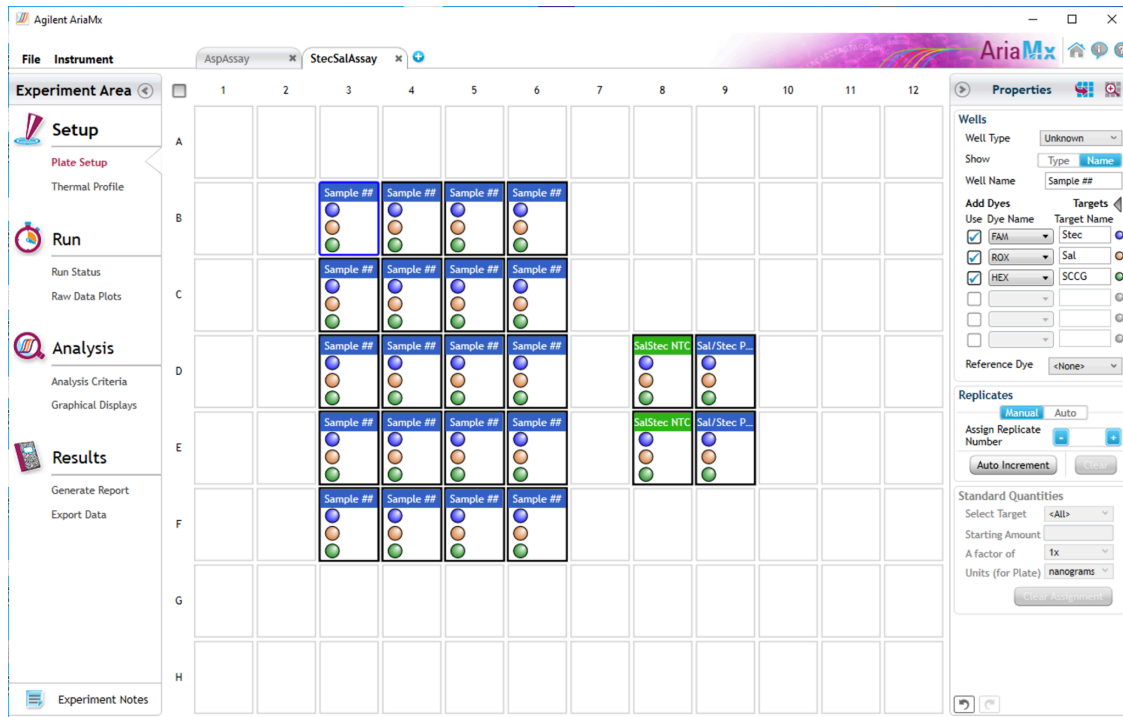 Agilent AriaMx
File Instrument
AspAssay
StecSalAssay
AriaMx
Experiment Area
Setup
Plate Setup
Thermal Profile
Run
Run Status
Raw Data Plots
Analysis
Analysis Criteria
Graphical Displays
Results
Generate Report
Export Data
Experiment Notes
1 2 3 4 5 6 7 8 9 10 11 12
A
B
Sample ## Sample ## Sample ## Sample ##
C
Sample ## Sample ## Sample ## Sample ##
D
Sample ## Sample ## Sample ## Sample ## SalStec NTC Sal/Stec P...
E
Sample ## Sample ## Sample ## Sample ## SalStec NTC Sal/Stec P...
F
Sample ## Sample ## Sample ## Sample ##
G
H
Properties
Wells
Well Type Unknown
Show Type Name
Well Name Sample ##
Add Dyes Targets
Use Dye Name Target Name
FAM Stec
ROX Sal
HEX SCCG
Reference Dye <None>
Replicates
Manual Auto
Assign Replicate
Number - +
Auto Increment Clear
Standard Quantities
Select Target <All>
Starting Amount
A factor of 1x
Units (for Plate) nanograms
Clear Assignment